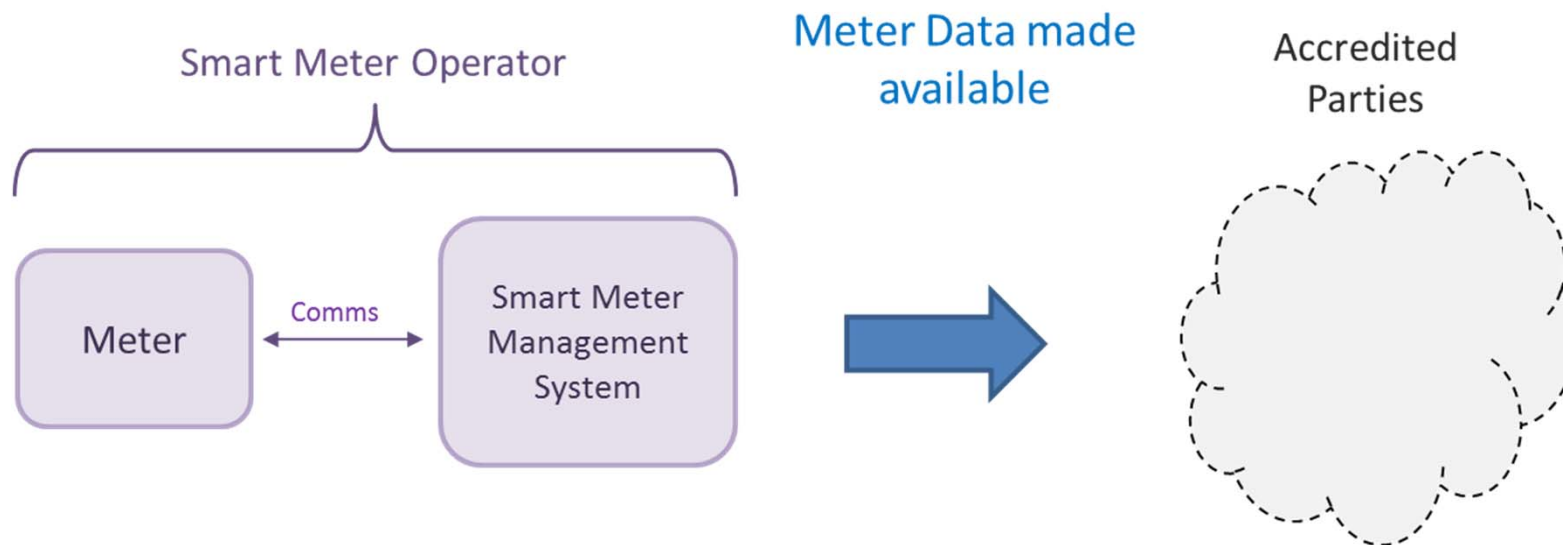 Smart Meter Operator
Meter Data made
available
Accredited
Parties
Meter
Comms
Smart Meter
Management
System